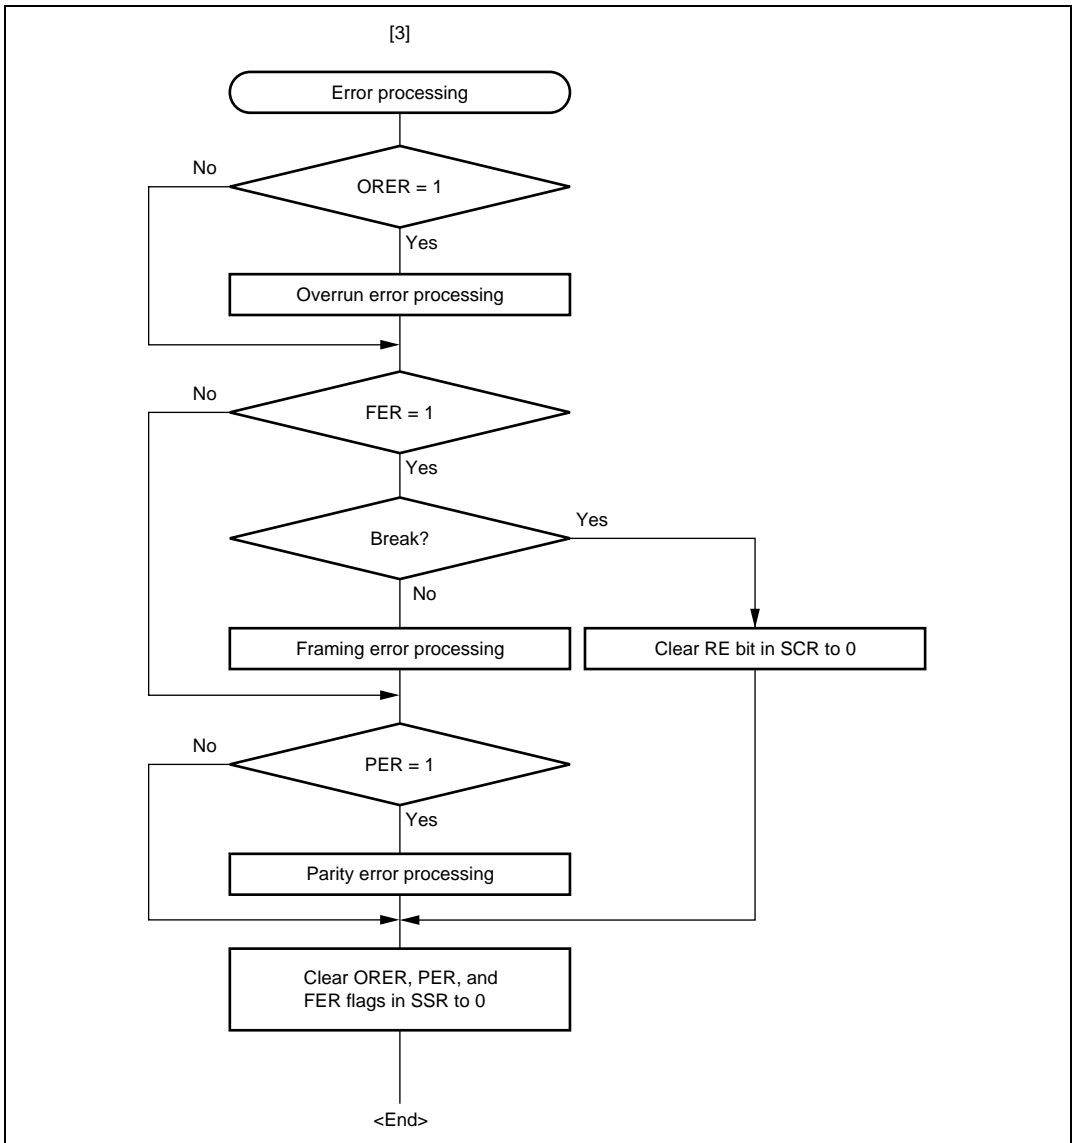 [3]
Error processing
No
ORER = 1
Yes
Overrun error processing
No
FER = 1
Yes
Break?
Yes
No
Framing error processing
Clear RE bit in SCR to 0
No
PER = 1
Yes
Parity error processing
Clear ORER, PER, and
FER flags in SSR to 0
<End>